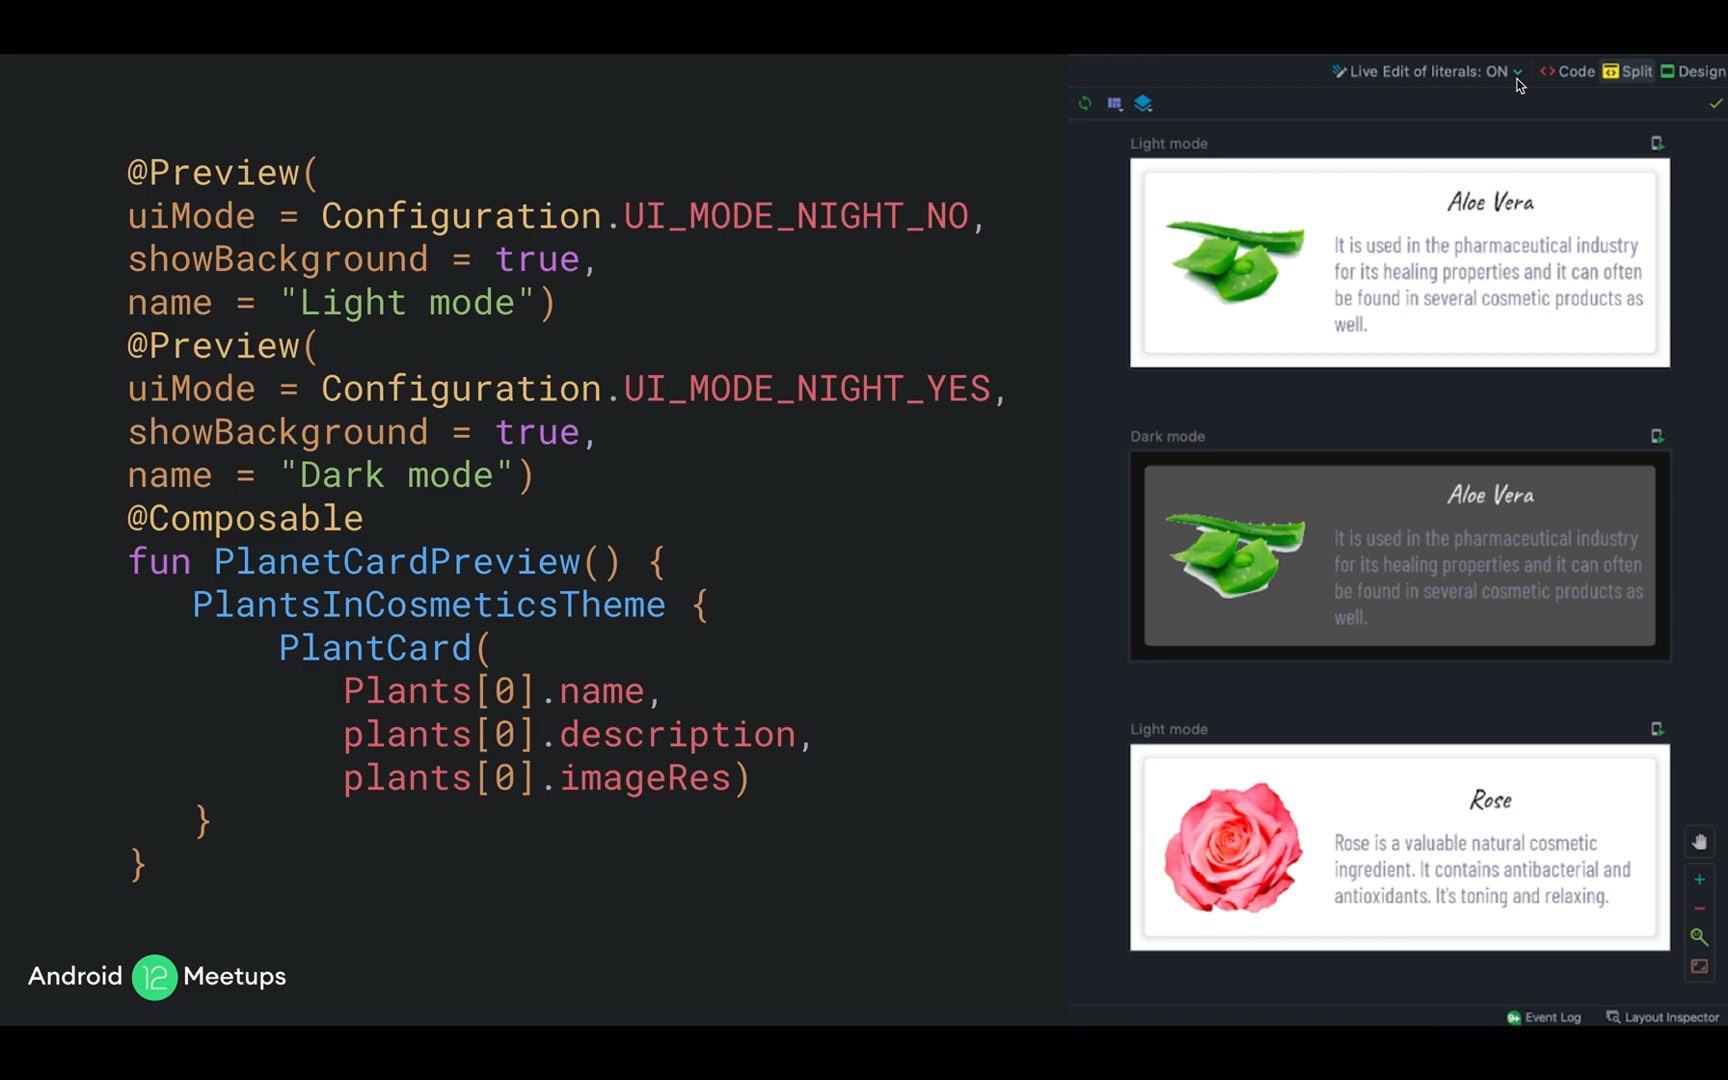 @Preview(
uiMode = Configuration.UI_MODE_NIGHT_NO,
showBackground = true,
name = "Light mode")
@Preview(
uiMode = Configuration.UI_MODE_NIGHT_YES,
showBackground = true,
name = "Dark mode")
@Composable
fun PlanetCardPreview() {
PlantsInCosmeticsTheme {
PlantCard(
Plants[0].name,
plants[0].description,
plants[0].imageRes)
}
}
Android 12 Meetups
Live Edit of literals: ON Code Split Design
Light mode
Aloe Vera
It is used in the pharmaceutical industry
for its healing properties and it can often
be found in several cosmetic products as
well.
Dark mode
Aloe Vera
It is used in the pharmaceutical industry
for its healing properties and it can often
be found in several cosmetic products as
well.
Light mode
Rose
Rose is a valuable natural cosmetic
ingredient. It contains antibacterial and
antioxidants. It's toning and relaxing.
9+ Event Log Layout Inspector